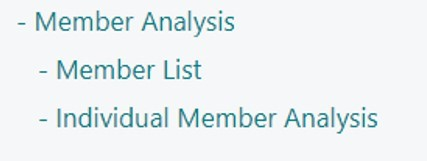 - Member Analysis
- Member List
- Individual Member Analysis